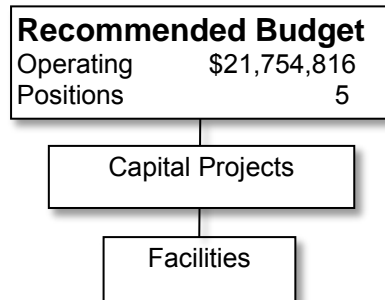 Recommended Budget
Operating $21,754,816
Positions 5
Capital Projects
Facilities